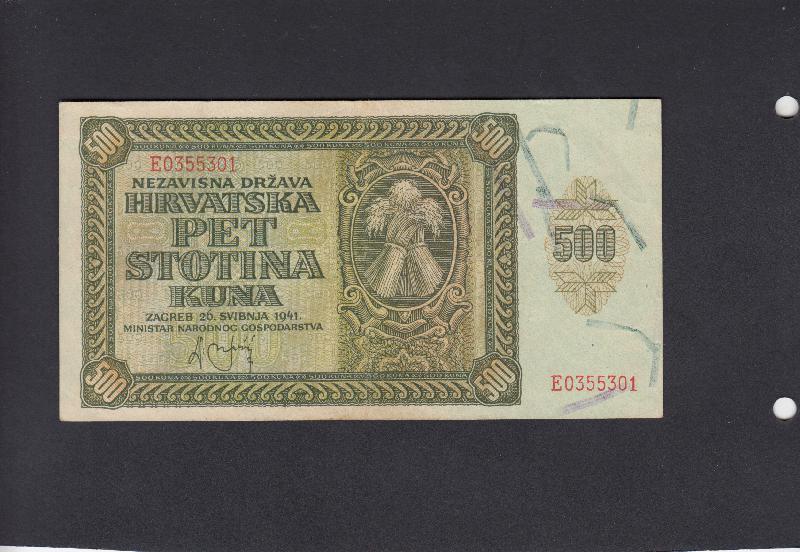 500
500
E0355301
NEZAVISNA DRŽAVA
HRVATSKA
PET
STOTINA
KUNA
ZAGREB 26. SVIBNJA 1941.
MINISTAR NARODNOG GOSPODARSTVA
500
500
500
E0355301